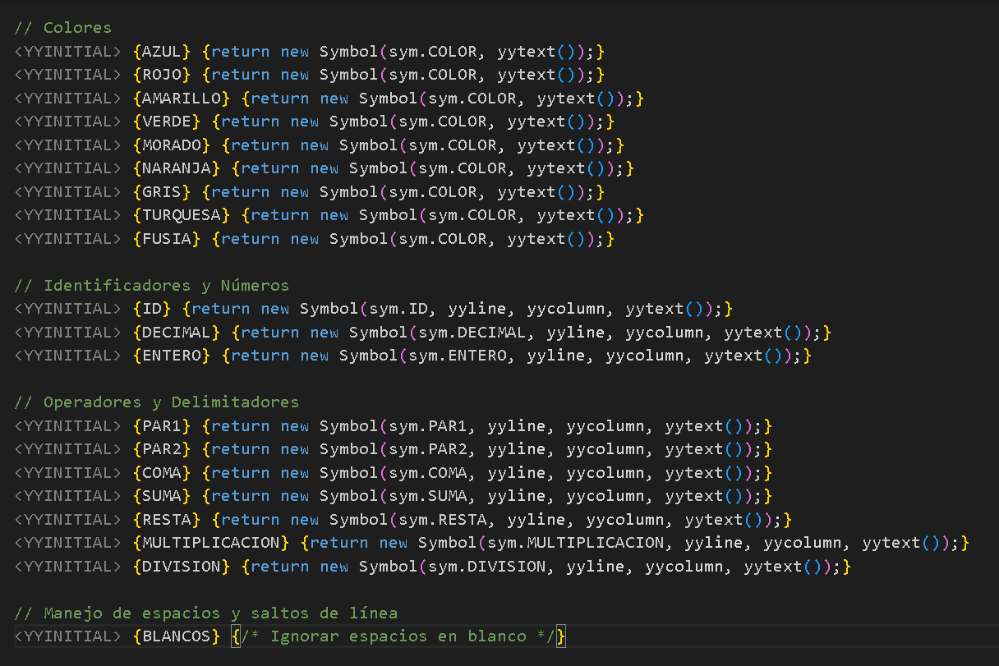 // Colores
<YYINITIAL> {AZUL} {return new Symbol(sym.COLOR, yytext());}
<YYINITIAL> {ROJO} {return new Symbol(sym.COLOR, yytext());}
<YYINITIAL> {AMARILLO} {return new Symbol(sym.COLOR, yytext());}
<YYINITIAL> {VERDE} {return new Symbol(sym.COLOR, yytext());}
<YYINITIAL> {MORADO} {return new Symbol(sym.COLOR, yytext());}
<YYINITIAL> {NARANJA} {return new Symbol(sym.COLOR, yytext());}
<YYINITIAL> {GRIS} {return new Symbol(sym.COLOR, yytext());}
<YYINITIAL> {TURQUESA} {return new Symbol(sym.COLOR, yytext());}
<YYINITIAL> {FUSIA} {return new Symbol(sym.COLOR, yytext());}
// Identificadores y Números
<YYINITIAL> {ID} {return new Symbol(sym.ID, yyline, yycolumn, yytext());}
<YYINITIAL> {DECIMAL} {return new Symbol(sym.DECIMAL, yyline, yycolumn, yytext());}
<YYINITIAL> {ENTERO} {return new Symbol(sym.ENTERO, yyline, yycolumn, yytext());}
// Operadores y Delimitadores
<YYINITIAL> {PAR1} {return new Symbol(sym.PAR1, yyline, yycolumn, yytext());}
<YYINITIAL> {PAR2} {return new Symbol(sym.PAR2, yyline, yycolumn, yytext());}
<YYINITIAL> {COMA} {return new Symbol(sym.COMA, yyline, yycolumn, yytext());}
<YYINITIAL> {SUMA} {return new Symbol(sym.SUMA, yyline, yycolumn, yytext());}
<YYINITIAL> {RESTA} {return new Symbol(sym.RESTA, yyline, yycolumn, yytext());}
<YYINITIAL> {MULTIPLICACION} {return new Symbol(sym.MULTIPLICACION, yyline, yycolumn, yytext());}
<YYINITIAL> {DIVISION} {return new Symbol(sym.DIVISION, yyline, yycolumn, yytext());}
// Manejo de espacios y saltos de línea
<YYINITIAL> {BLANCOS} {/* Ignorar espacios en blanco */}